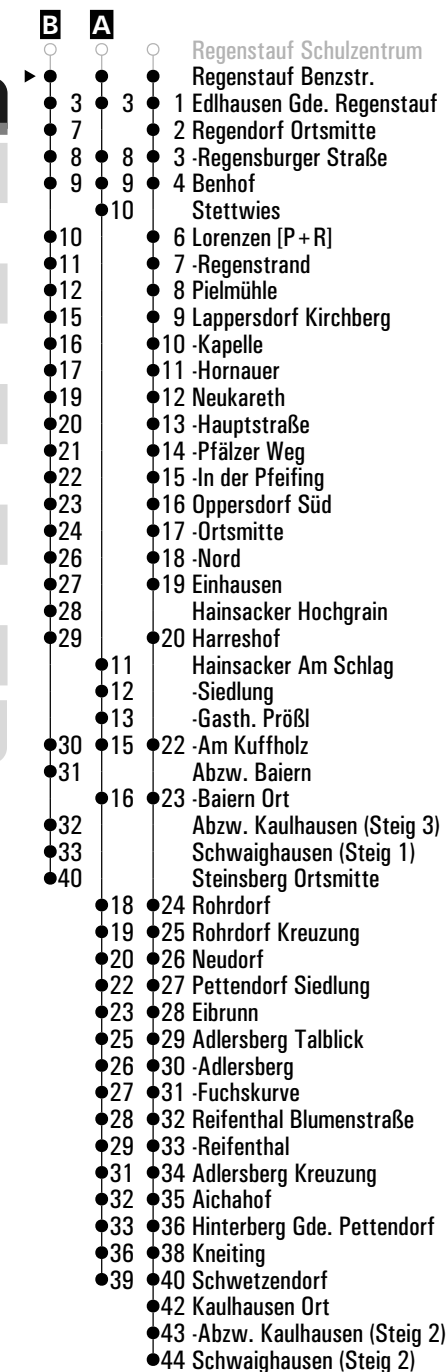 B A
Regenstauf Schulzentrum
Regenstauf Benzstr.
3 3 1 Edlhausen Gde. Regenstauf
7 2 Regendorf Ortsmitte
8 8 3 -Regensburger Straße
9 9 4 Benhof
10 Stettwies
10 6 Lorenzen [P+R]
11 7 -Regenstrand
12 8 Pielmühle
15 9 Lappersdorf Kirchberg
16 10 -Kapelle
17 11 -Hornauer
19 12 Neukareth
20 13 -Hauptstraße
21 14 -Pfälzer Weg
22 15 -In der Pfeifing
23 16 Oppersdorf Süd
24 17 -Ortsmitte
26 18 -Nord
27 19 Einhausen
28 Hainsacker Hochgrain
29 20 Harreshof
11 Hainsacker Am Schlag
12 -Siedlung
13 -Gasth. Prößl
30 15 22 -Am Kuffholz
31 Abzw. Baiern
16 23 -Baiern Ort
32 Abzw. Kaulhausen (Steig 3)
33 Schwaighausen (Steig 1)
40 Steinsberg Ortsmitte
18 24 Rohrdorf
19 25 Rohrdorf Kreuzung
20 26 Neudorf
22 27 Pettendorf Siedlung
23 28 Eibrunn
25 29 Adlersberg Talblick
26 30 -Adlersberg
27 31 -Fuchskurve
28 32 Reifenthal Blumenstraße
29 33 -Reifenthal
31 34 Adlersberg Kreuzung
32 35 Aichahof
33 36 Hinterberg Gde. Pettendorf
36 38 Kneiting
39 40 Schwetzendorf
42 Kaulhausen Ort
43 -Abzw. Kaulhausen (Steig 2)
44 Schwaighausen (Steig 2)